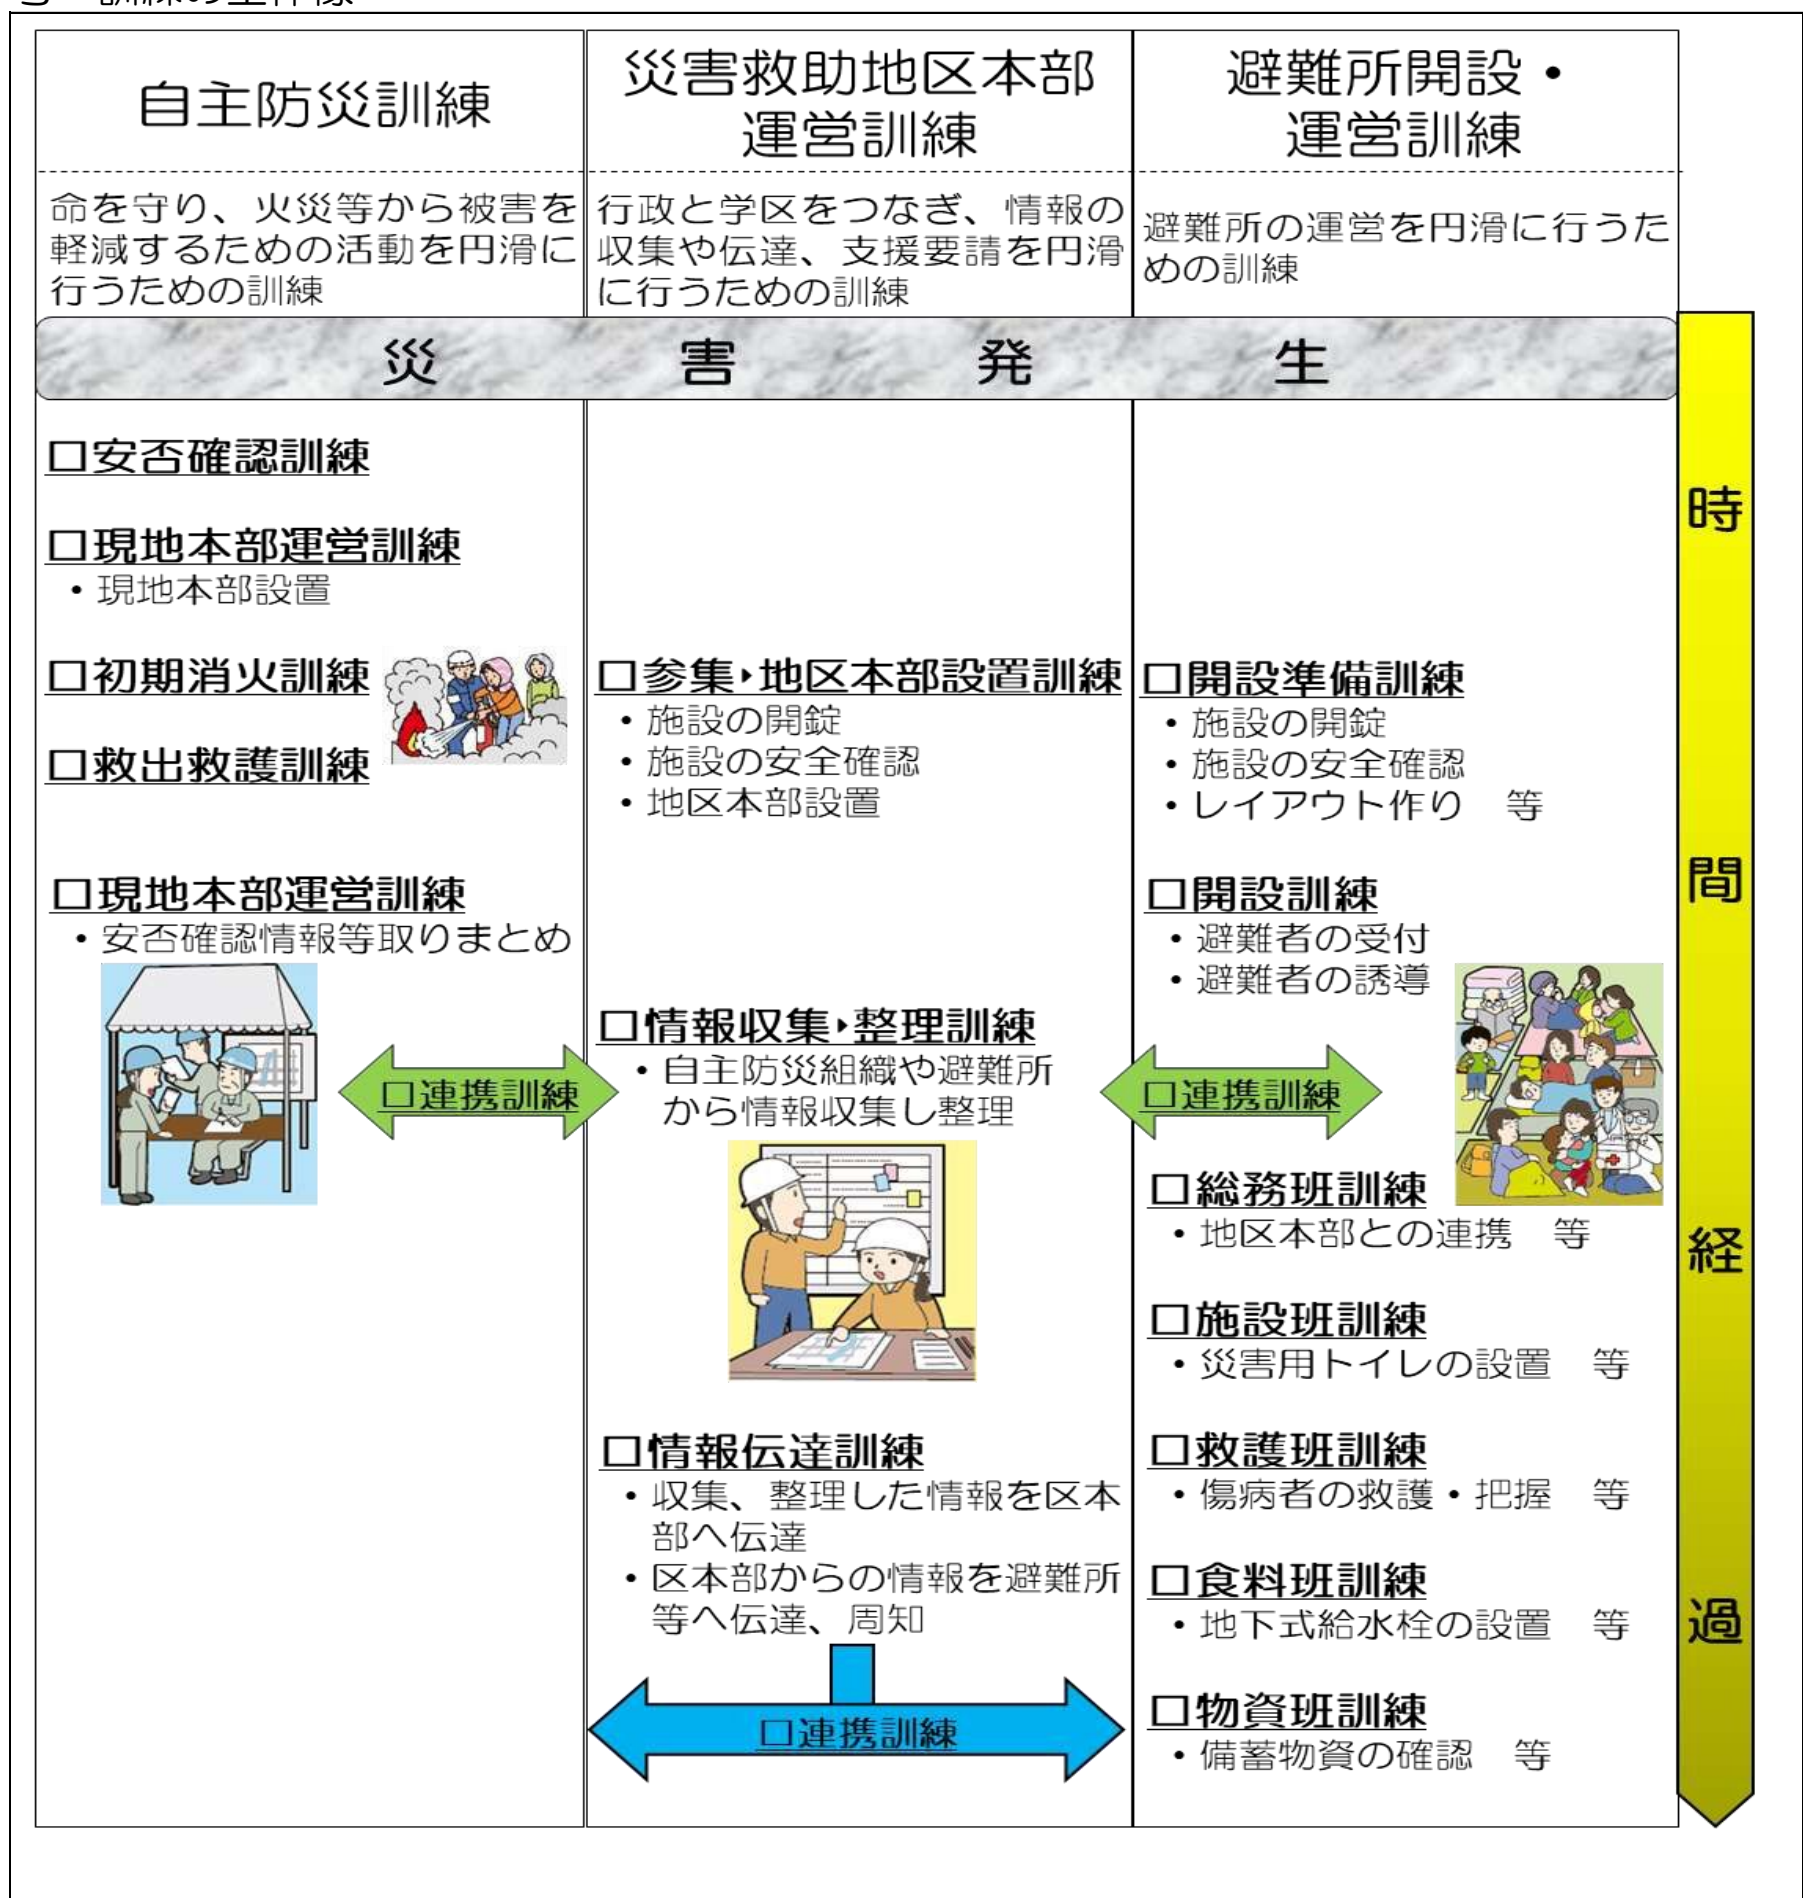 自主防災訓練
命を守り、火災等から被害を
軽減するための活動を円滑に
行うための訓練
災害救助地区本部
運営訓練
行政と学区をつなぎ、情報の
収集や伝達、支援要請を円滑
に行うための訓練
避難所開設・
運営訓練
避難所の運営を円滑に行うた
めの訓練
災害発生
□安否確認訓練
□現地本部運営訓練
・現地本部設置
□初期消火訓練
□救出救護訓練
□現地本部運営訓練
・安否確認情報等取りまとめ
□連携訓練
□参集・地区本部設置訓練
・施設の開錠
・施設の安全確認
・地区本部設置
□情報収集・整理訓練
・自主防災組織や避難所
から情報収集し整理
□情報伝達訓練
・収集、整理した情報を区本
部へ伝達
・区本部からの情報を避難所
等へ伝達、周知
□連携訓練
□連携訓練
□開設準備訓練
・施設の開錠
・施設の安全確認
・レイアウト作り　等
□開設訓練
・避難者の受付
・避難者の誘導
□総務班訓練
・地区本部との連携　等
□施設班訓練
・災害用トイレの設置　等
□救護班訓練
・傷病者の救護・把握　等
□食料班訓練
・地下式給水栓の設置　等
□物資班訓練
・備蓄物資の確認　等
時間経過